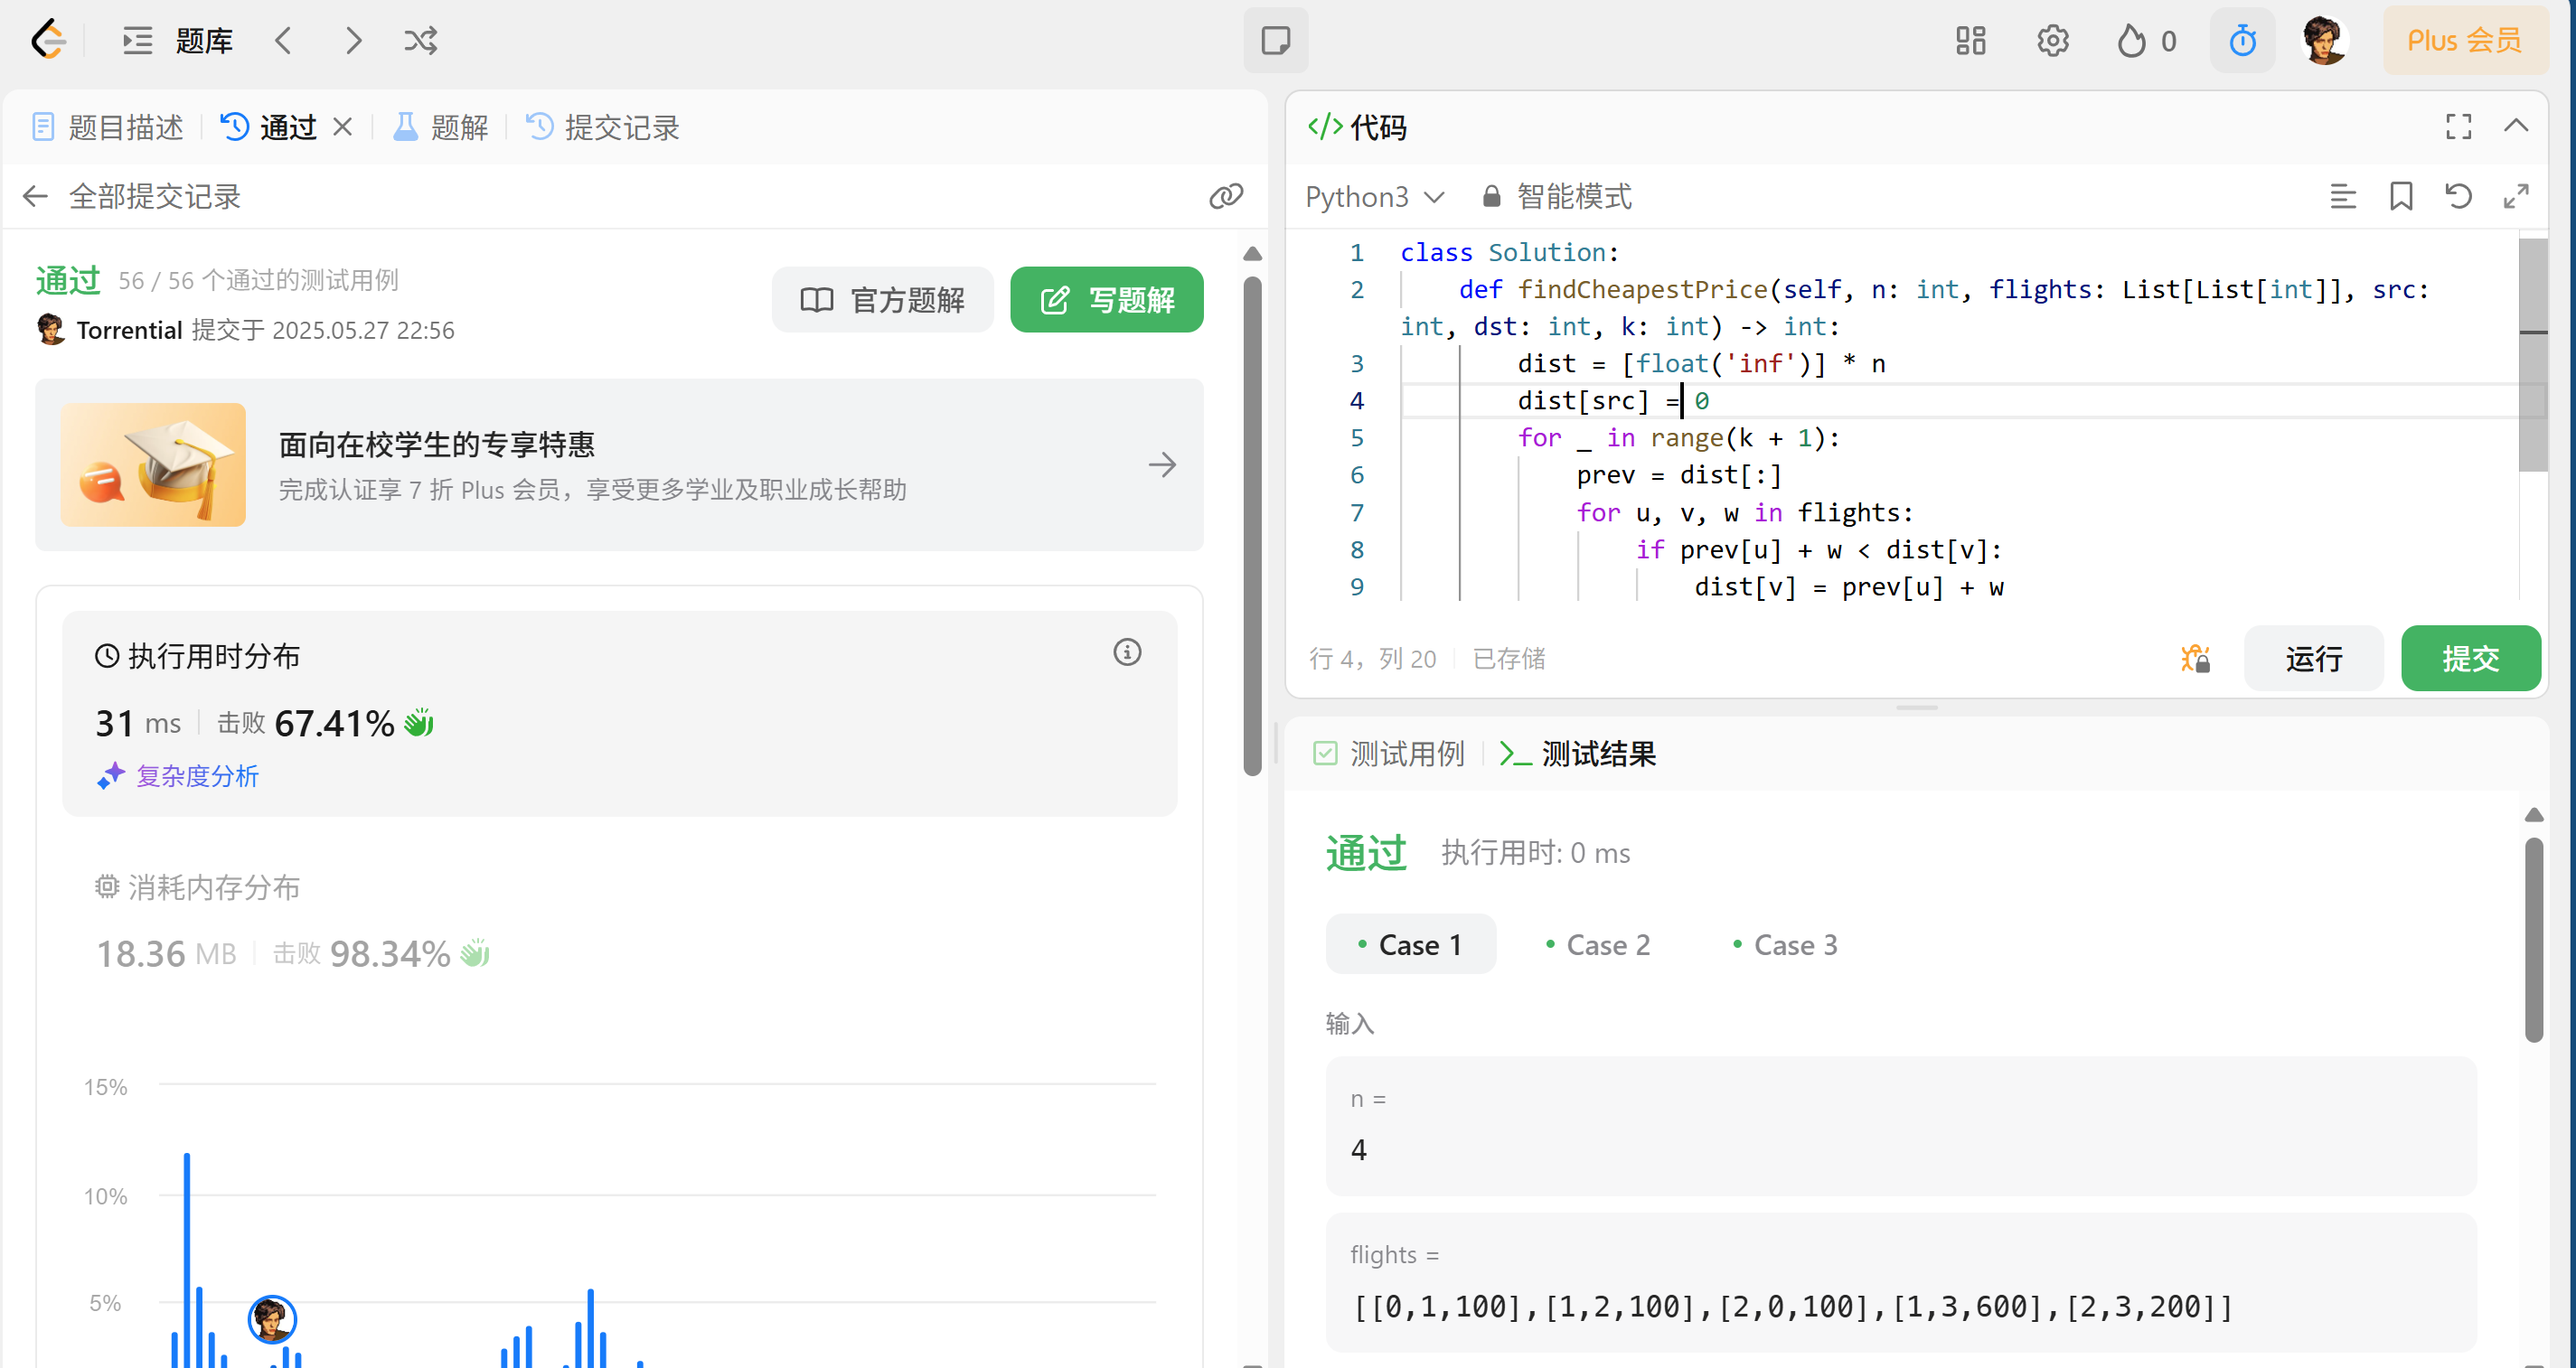 题库
0
Plus 会员
题目描述
通过
题解
提交记录
全部提交记录
通过 56 / 56 个通过的测试用例
官方题解
写题解
Torrential 提交于 2025.05.27 22:56
面向在校学生的专享特惠
完成认证享 7 折 Plus 会员，享受更多学业及职业成长帮助
执行用时分布
31 ms 击败 67.41%
复杂度分析
消耗内存分布
18.36 MB 击败 98.34%
15%
10%
5%
</> 代码
Python3 智能模式
1 class Solution:
2 def findCheapestPrice(self, n: int, flights: List[List[int]], src:
int, dst: int, k: int) -> int:
3 dist = [float('inf')] * n
4 dist[src] = 0
5 for _ in range(k + 1):
6 prev = dist[:]
7 for u, v, w in flights:
8 if prev[u] + w < dist[v]:
9 dist[v] = prev[u] + w
行 4，列 20 已存储
运行
提交
测试用例
测试结果
通过 执行用时: 0 ms
Case 1
Case 2
Case 3
输入
n =
4
flights =
[[0,1,100],[1,2,100],[2,0,100],[1,3,600],[2,3,200]]